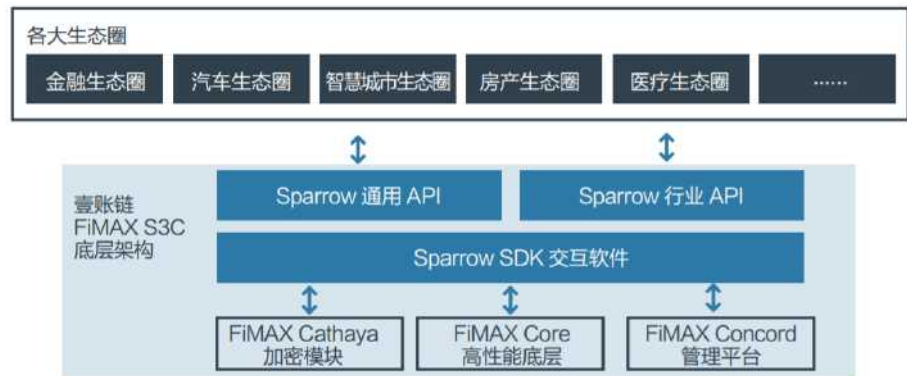 各大生态圈
金融生态圈 汽车生态圈 智慧城市生态圈 房产生态圈 医疗生态圈 ······
壹账链
FiMAX S3C
底层架构
Sparrow 通用 API Sparrow 行业 API
Sparrow SDK 交互软件
FiMAX Cathaya
加密模块
FiMAX Core
高性能底层
FiMAX Concord
管理平台